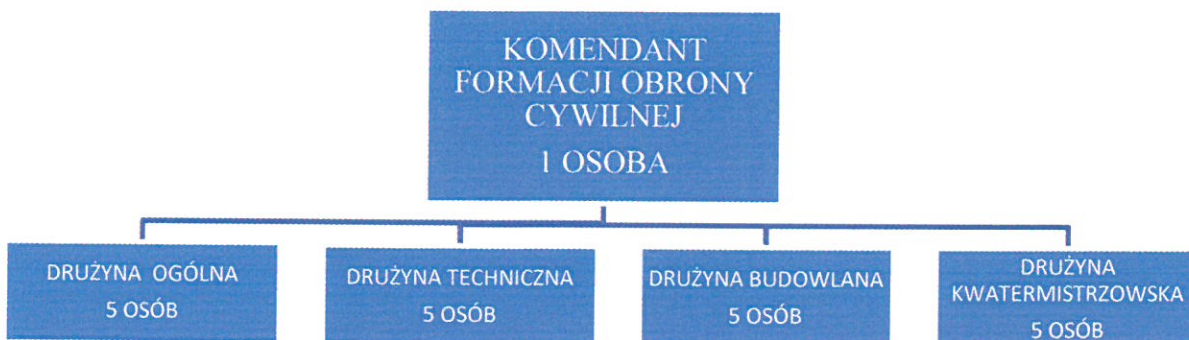 KOMENDANT
FORMACJI OBRONY
CYWILNEJ
1 OSOBA
DRUŻYNA OGÓLNA
5 OSÓB
DRUŻYNA TECHNICZNA
5 OSÓB
DRUŻYNA BUDOWLANA
5 OSÓB
DRUŻYNA
KWATERMISTRZOWSKA
5 OSÓB